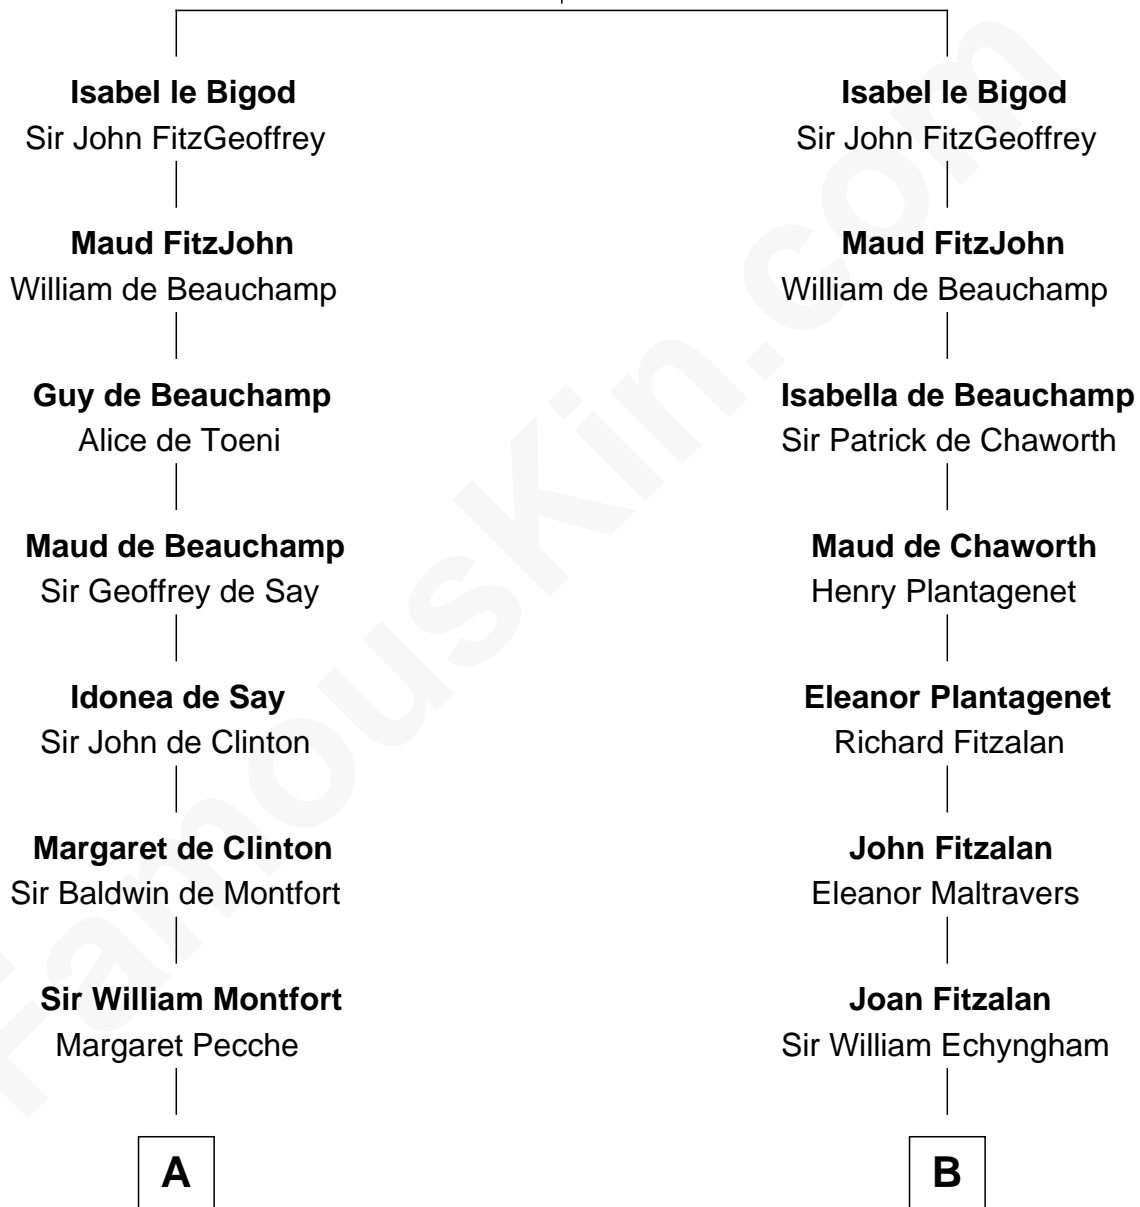 Isabel le Bigod
Sir John FitzGeoffrey
Maud FitzJohn
William de Beauchamp
Guy de Beauchamp
Alice de Toeni
Maud de Beauchamp
Sir Geoffrey de Say
Idonea de Say
Sir John de Clinton
Margaret de Clinton
Sir Baldwin de Montfort
Sir William Montfort
Margaret Pecche
A
Isabel le Bigod
Sir John FitzGeoffrey
Maud FitzJohn
William de Beauchamp
Isabella de Beauchamp
Sir Patrick de Chaworth
Maud de Chaworth
Henry Plantagenet
Eleanor Plantagenet
Richard Fitzalan
John Fitzalan
Eleanor Maltravers
Joan Fitzalan
Sir William Echyngham
B
FamousKin.com